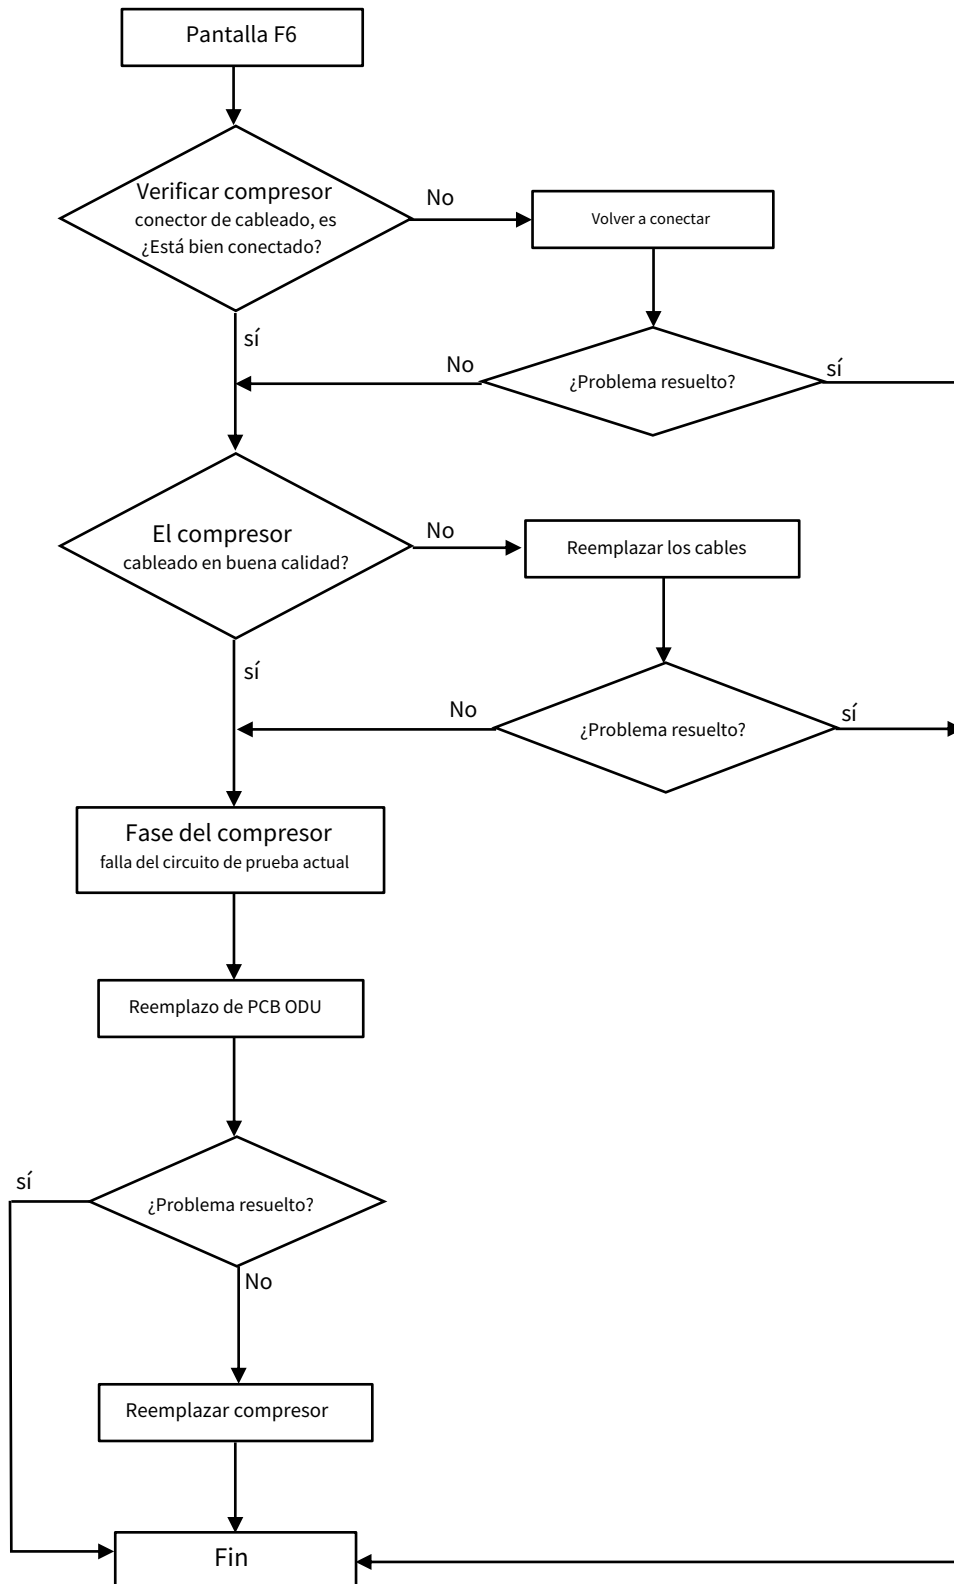 Pantalla F6
Verificar compresor
conector de cableado, es
¿Está bien conectado?
No
Volver a conectar
sí
No
¿Problema resuelto?
sí
El compresor
cableado en buena calidad?
No
Reemplazar los cables
sí
No
¿Problema resuelto?
sí
Fase del compresor
falla del circuito de prueba actual
Reemplazo de PCB ODU
sí
¿Problema resuelto?
No
Reemplazar compresor
Fin